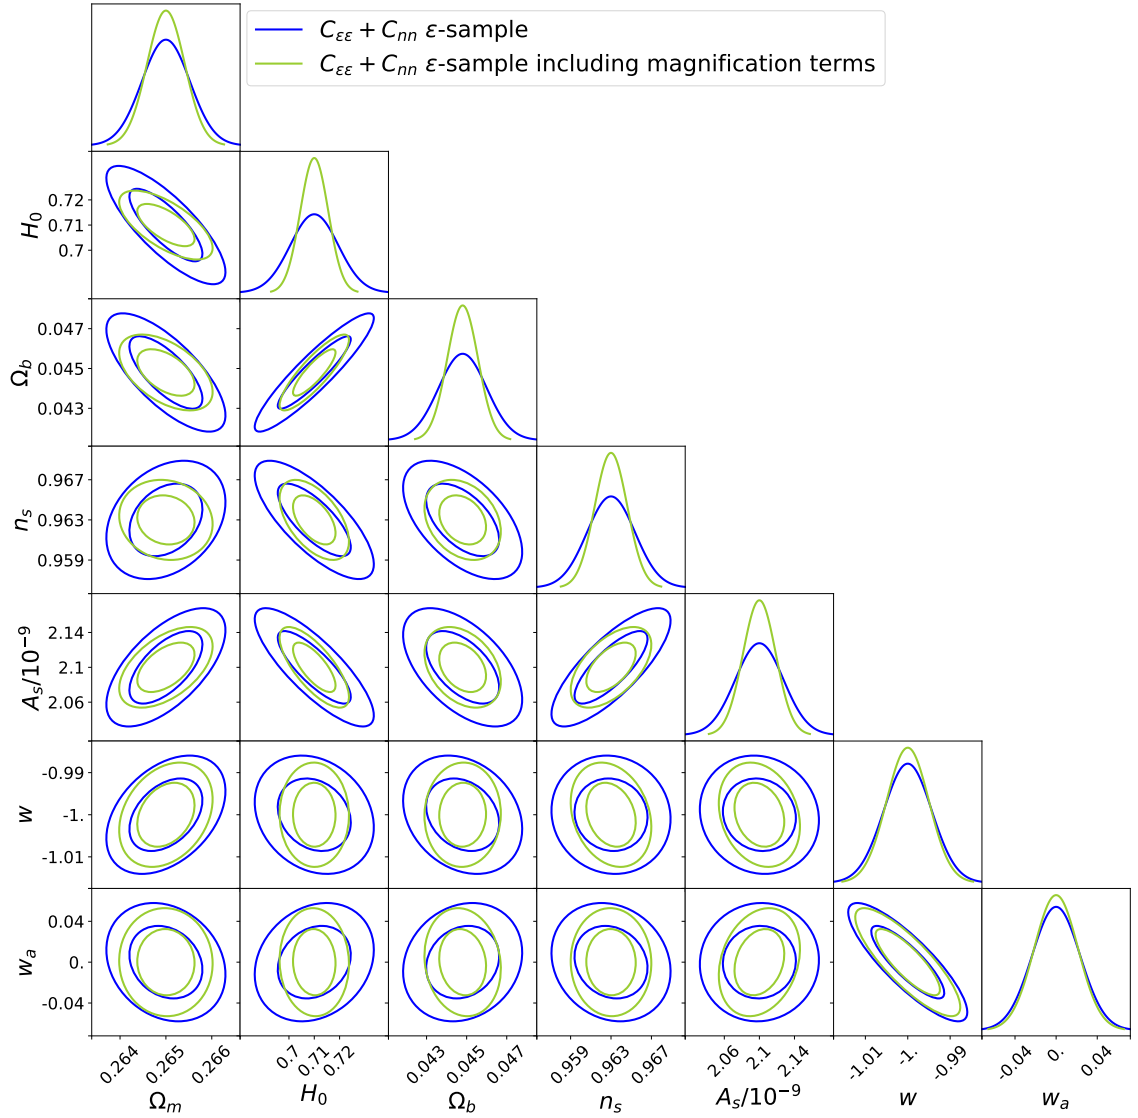 C_{εε} + C_{nn} ε-sample
C_{εε} + C_{nn} ε-sample including magnification terms
H_0
0.72
0.71
0.7
Ω_b
0.047
0.045
0.043
n_s
0.967
0.963
0.959
A_s/10^{-9}
2.14
2.1
2.06
w
-0.99
-1.
-1.01
w_a
0.04
0.
-0.04
0.264 0.265 0.266
0.7 0.71 0.72
0.043 0.045 0.047
0.959 0.963 0.967
2.06 2.1 2.14
-1.01 -1. -0.99
-0.04 0. 0.04
Ω_m H_0 Ω_b n_s A_s/10^{-9} w w_a